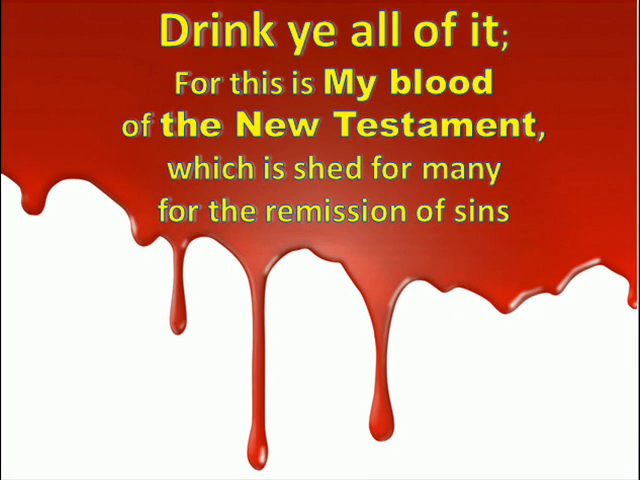 Drink ye all of it;
For this is My blood
of the New Testament,
which is shed for many
for the remission of sins